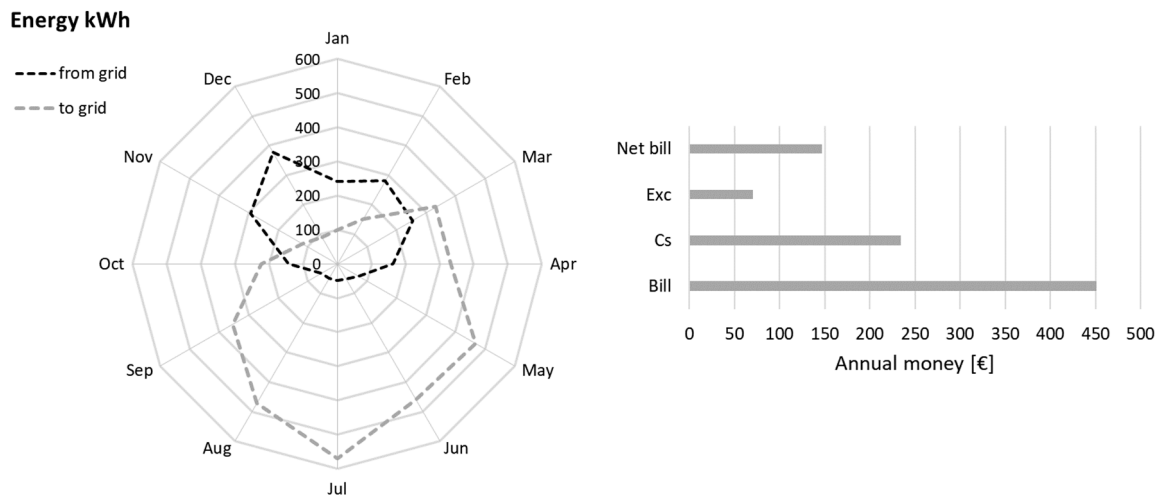 Energy kWh
from grid
to grid
Jan
Feb
Mar
Apr
May
Jun
Jul
Aug
Sep
Oct
Nov
Dec
600
500
400
300
200
100
0
Net bill
Exc
Cs
Bill
0 50 100 150 200 250 300 350 400 450 500
Annual money [€]